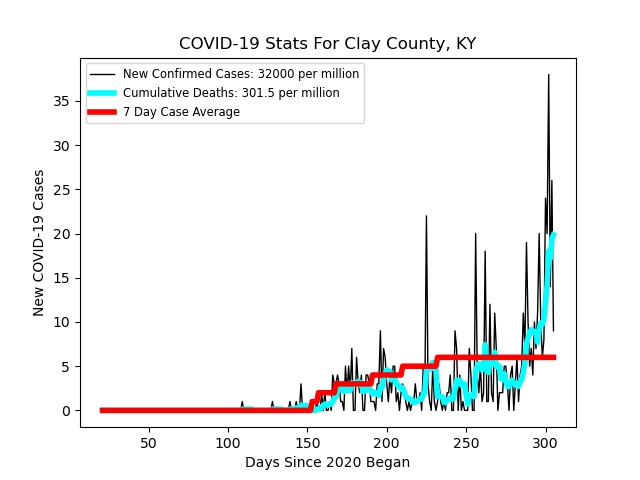 COVID-19 Stats For Clay County, KY
New Confirmed Cases: 32000 per million
Cumulative Deaths: 301.5 per million
7 Day Case Average
New COVID-19 Cases
35
30
25
20
15
10
5
0
50 100 150 200 250 300
Days Since 2020 Began